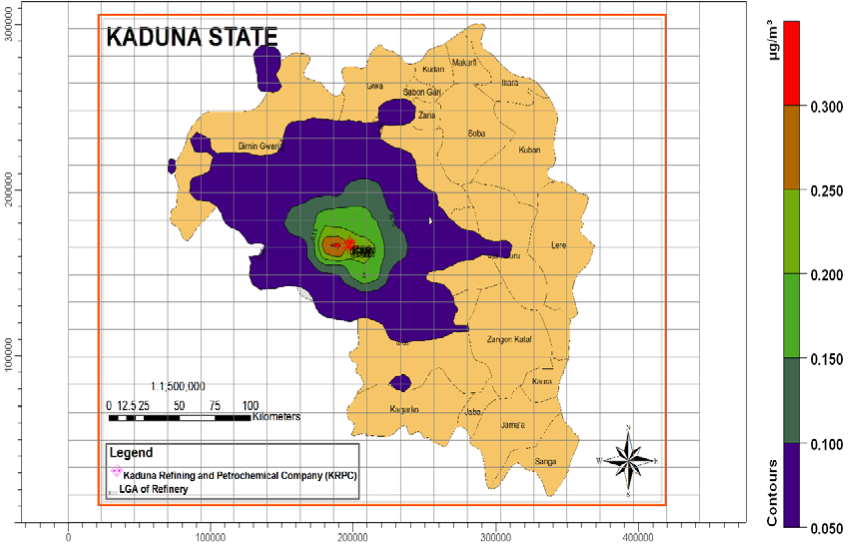 KADUNA STATE
µg/m³
300000
200000
100000
Makarfi
Kudan
Ikara
Giwa
Sabon Gari
Zaria
Soba
Kuban
Birnin Gwari
Lere
Zangon Kataf
Kaura
Kagarko
Jaba
Jama'a
Sanga
0.300
0.250
0.200
0.150
0.100
0.050
Contours
1:1,500,000
0 12.5 25 50 75 100
Kilometers
Legend
Kaduna Refining and Petrochemical Company (KRPC)
LGA of Refinery
N
W E
S
0 100000 200000 300000 400000